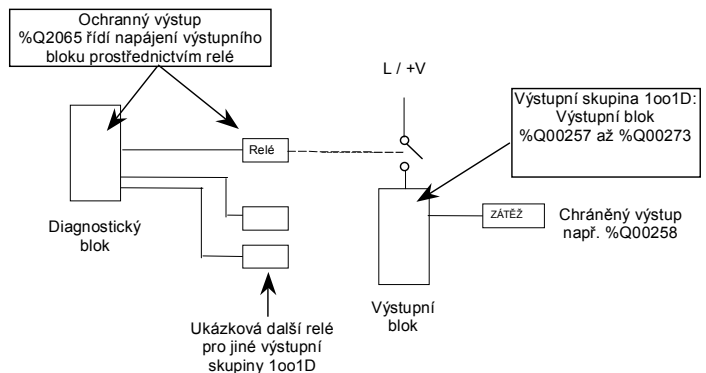 Ochranný výstup
%Q2065 řídí napájení výstupního
bloku prostřednictvím relé
L / +V
Výstupní skupina 1oo1D:
Výstupní blok
%Q00257 až %Q00273
Relé
Diagnostický
blok
ZÁTĚŽ
Chráněný výstup
např. %Q00258
Výstupní
blok
Ukázková další relé
pro jiné výstupní
skupiny 1oo1D